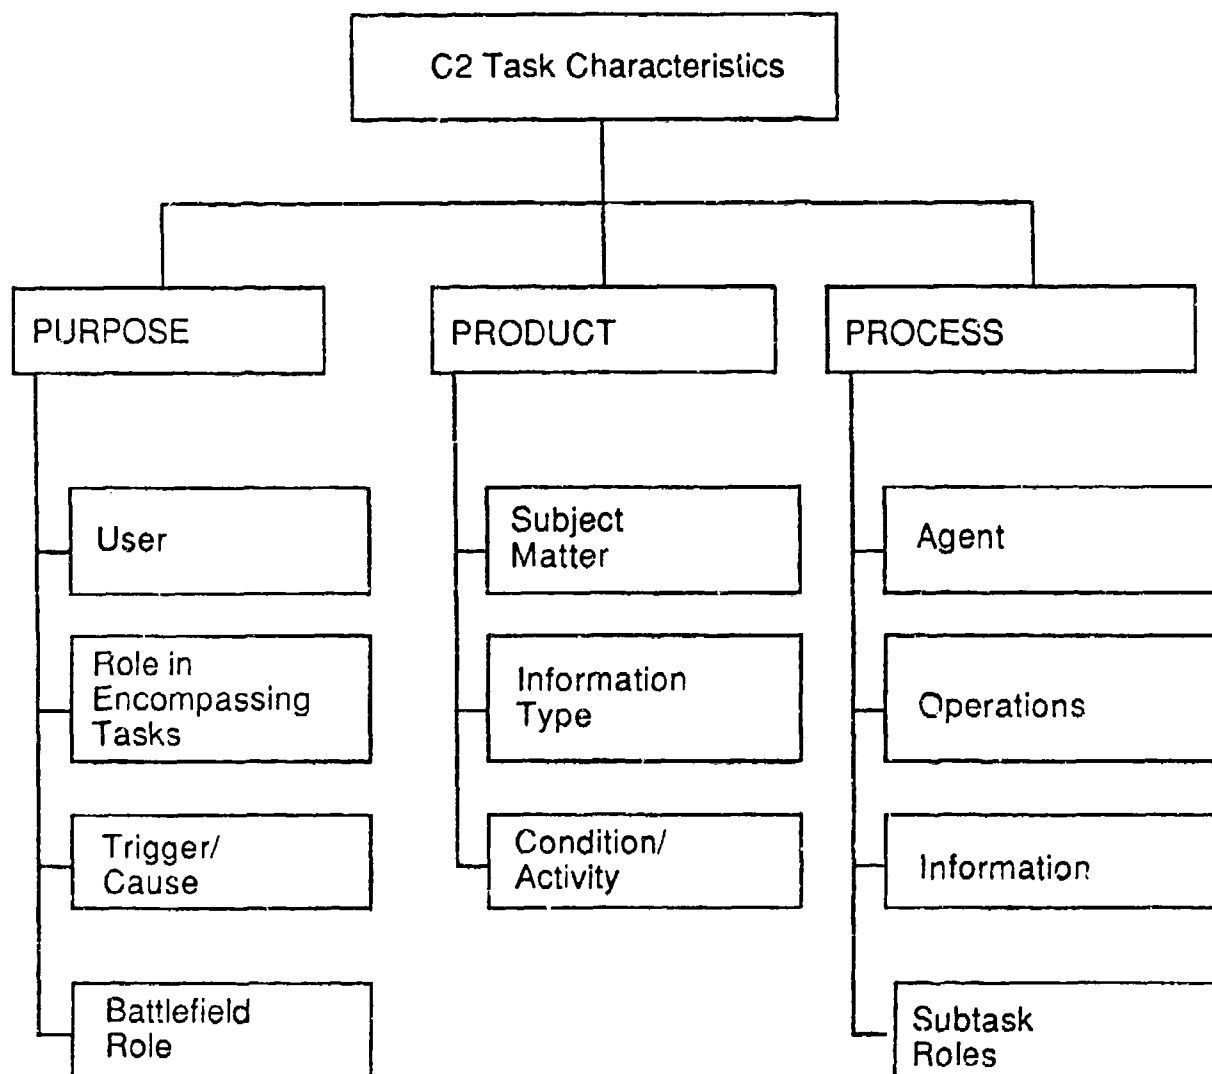 C2 Task Characteristics
PURPOSE
PRODUCT
PROCESS
User
Role in
Encompassing
Tasks
Trigger/
Cause
Battlefield
Role
Subject
Matter
Information
Type
Condition/
Activity
Agent
Operations
Information
Subtask
Roles